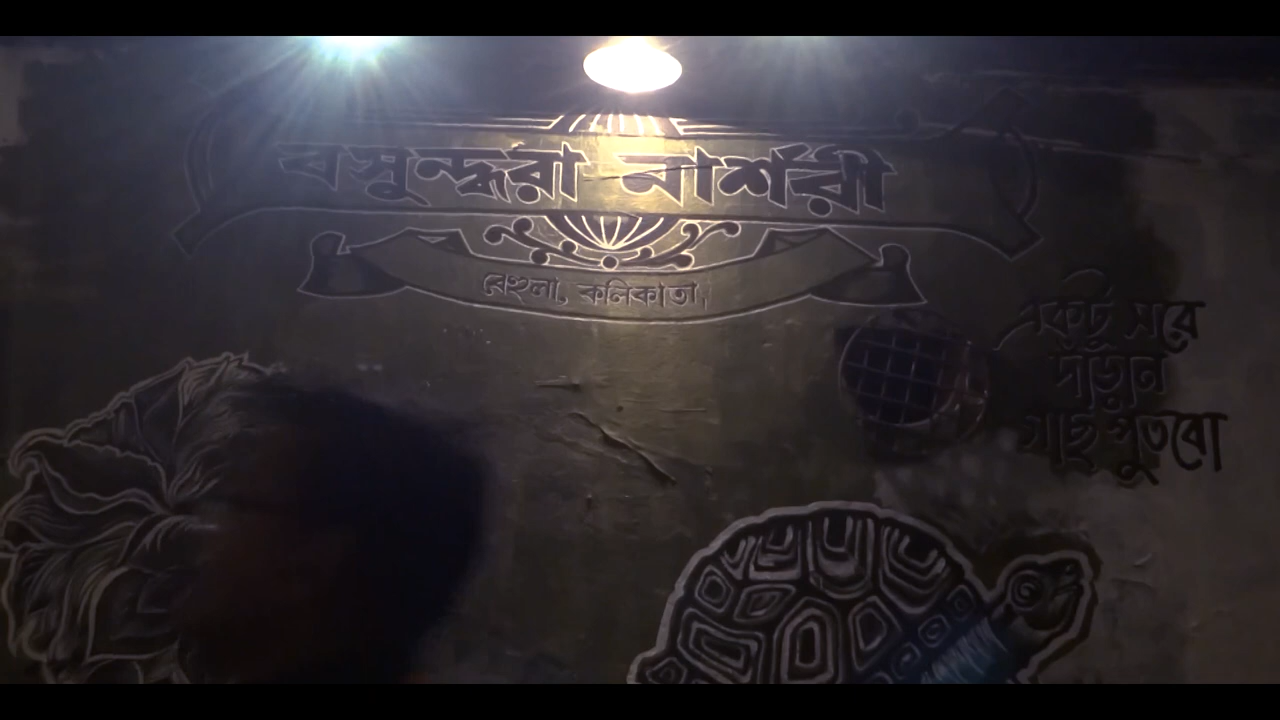 বসুন্ধরা নার্শরী
বেহুলা, কলিকাতা,
একটু সরে
দাঁড়ান
গাছ পুতবো